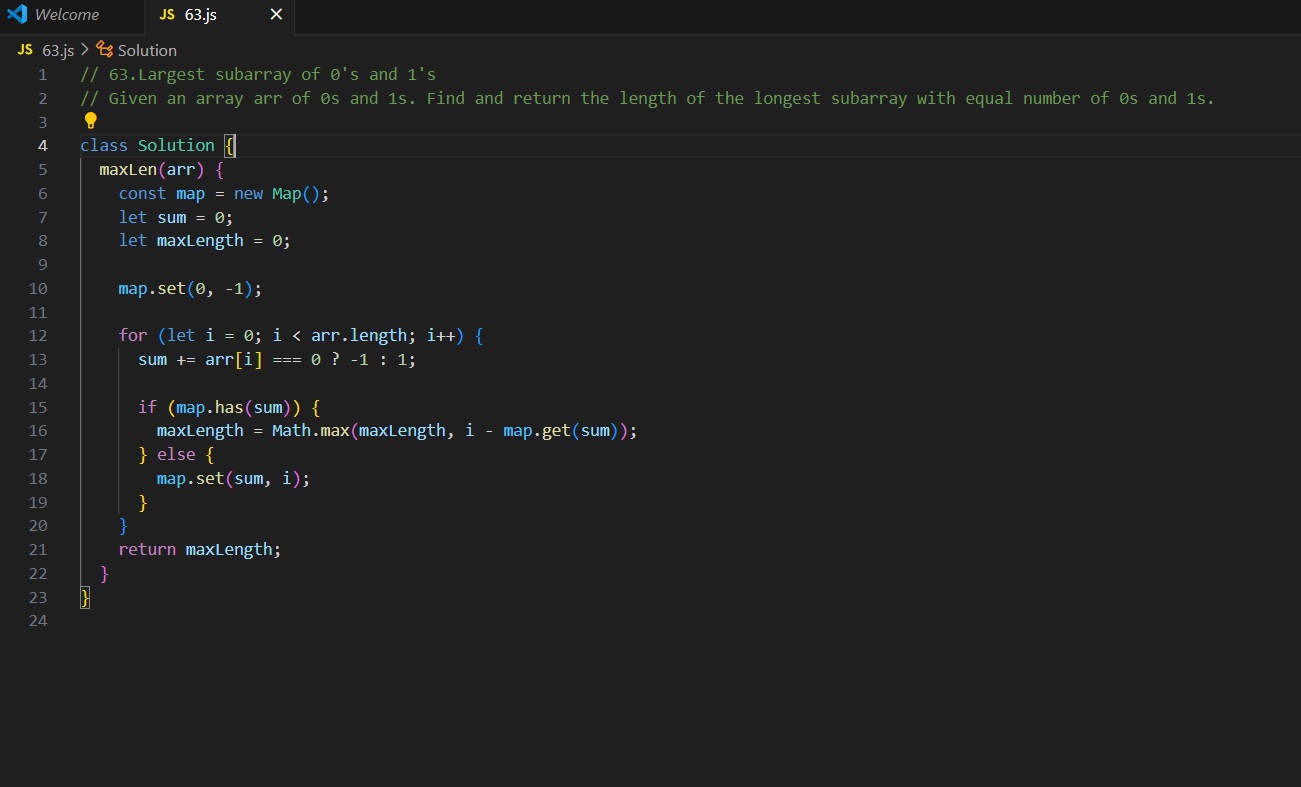 Welcome
JS 63.js
JS 63.js > Solution
1 // 63.Largest subarray of 0's and 1's
2 // Given an array arr of 0s and 1s. Find and return the length of the longest subarray with equal number of 0s and 1s.
3
4 class Solution {
5   maxLen(arr) {
6     const map = new Map();
7     let sum = 0;
8     let maxLength = 0;
9
10     map.set(0, -1);
11
12     for (let i = 0; i < arr.length; i++) {
13       sum += arr[i] === 0 ? -1 : 1;
14
15       if (map.has(sum)) {
16         maxLength = Math.max(maxLength, i - map.get(sum));
17       } else {
18         map.set(sum, i);
19       }
20     }
21     return maxLength;
22   }
23 }
24